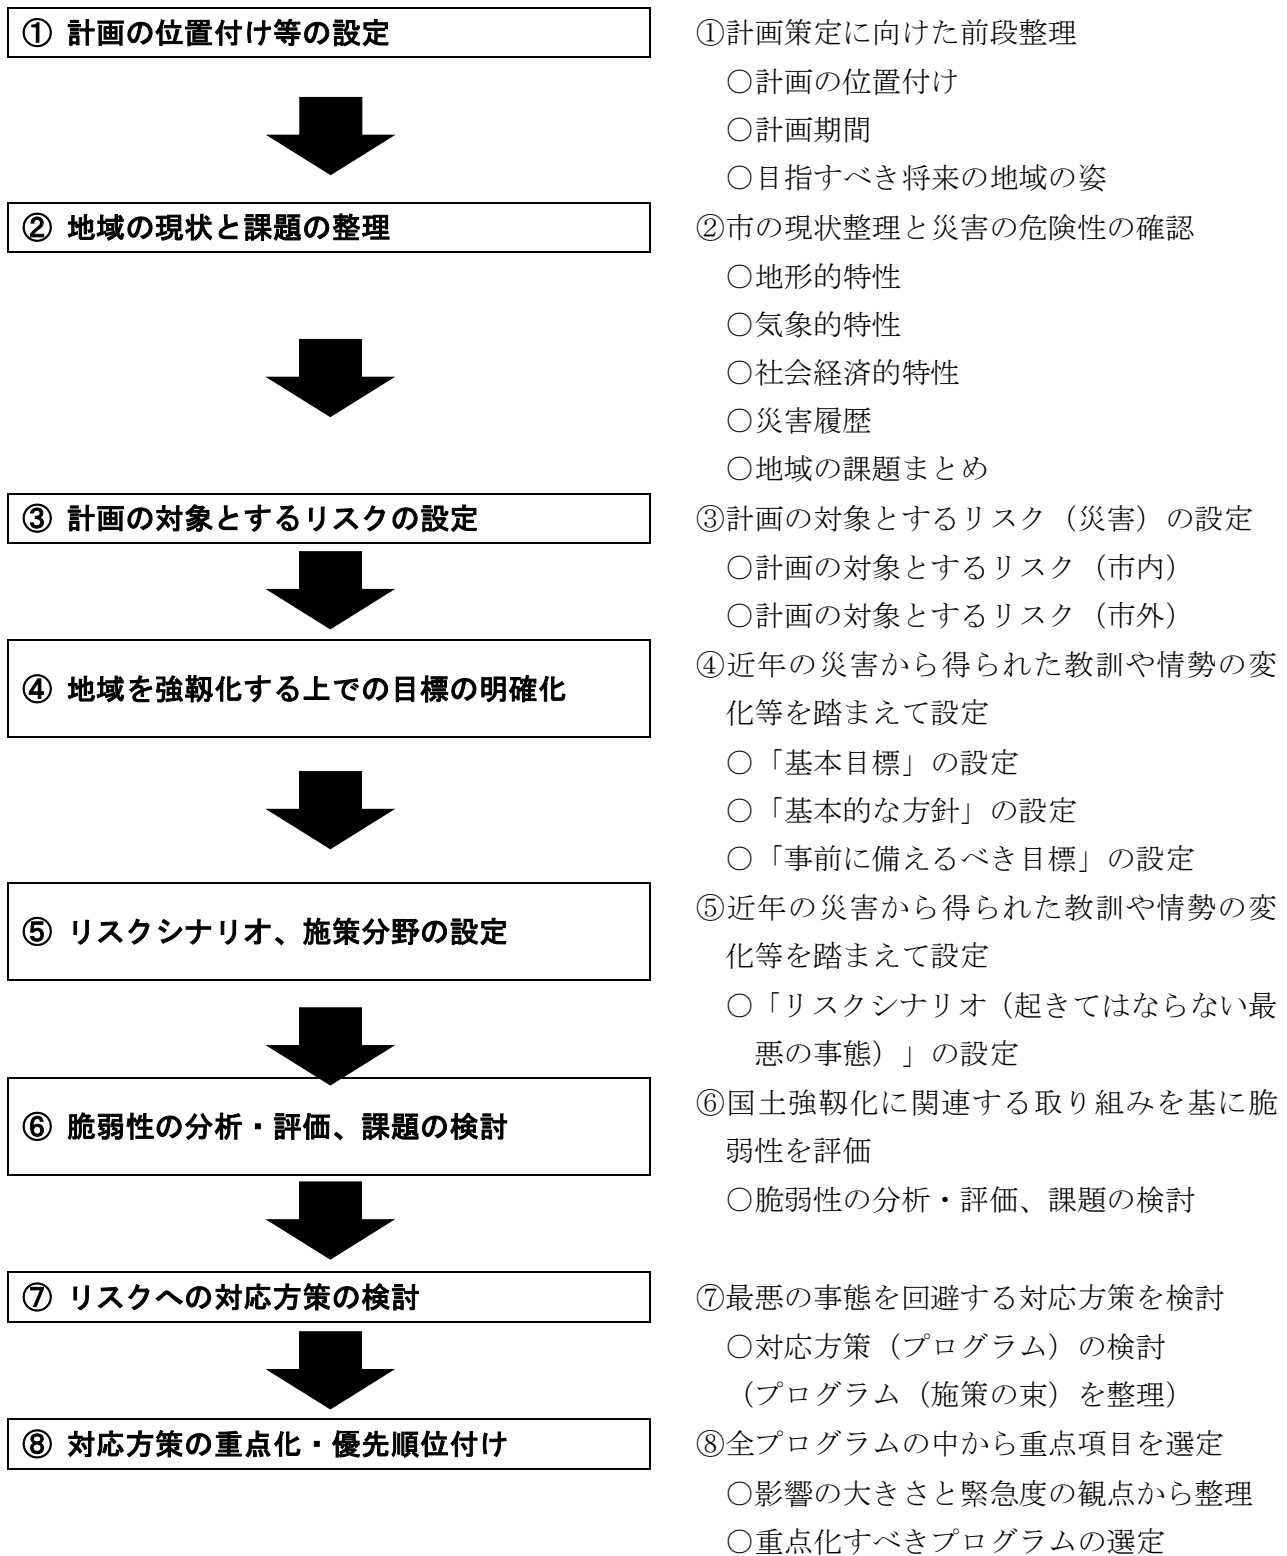 ① 計画の位置付け等の設定
①計画策定に向けた前段整理
○計画の位置付け
○計画期間
○目指すべき将来の地域の姿
② 地域の現状と課題の整理
②市の現状整理と災害の危険性の確認
○地形的特性
○気象的特性
○社会経済的特性
○災害履歴
○地域の課題まとめ
③ 計画の対象とするリスクの設定
③計画の対象とするリスク（災害）の設定
○計画の対象とするリスク（市内）
○計画の対象とするリスク（市外）
④ 地域を強靱化する上での目標の明確化
④近年の災害から得られた教訓や情勢の変
化等を踏まえて設定
○「基本目標」の設定
○「基本的な方針」の設定
○「事前に備えるべき目標」の設定
⑤ リスクシナリオ、施策分野の設定
⑤近年の災害から得られた教訓や情勢の変
化等を踏まえて設定
○「リスクシナリオ（起きてはならない最
悪の事態）」の設定
⑥ 脆弱性の分析・評価、課題の検討
⑥国土強靱化に関連する取り組みを基に脆
弱性を評価
○脆弱性の分析・評価、課題の検討
⑦ リスクへの対応方策の検討
⑦最悪の事態を回避する対応方策を検討
○対応方策（プログラム）の検討
（プログラム（施策の束）を整理）
⑧ 対応方策の重点化・優先順位付け
⑧全プログラムの中から重点項目を選定
○影響の大きさと緊急度の観点から整理
○重点化すべきプログラムの選定